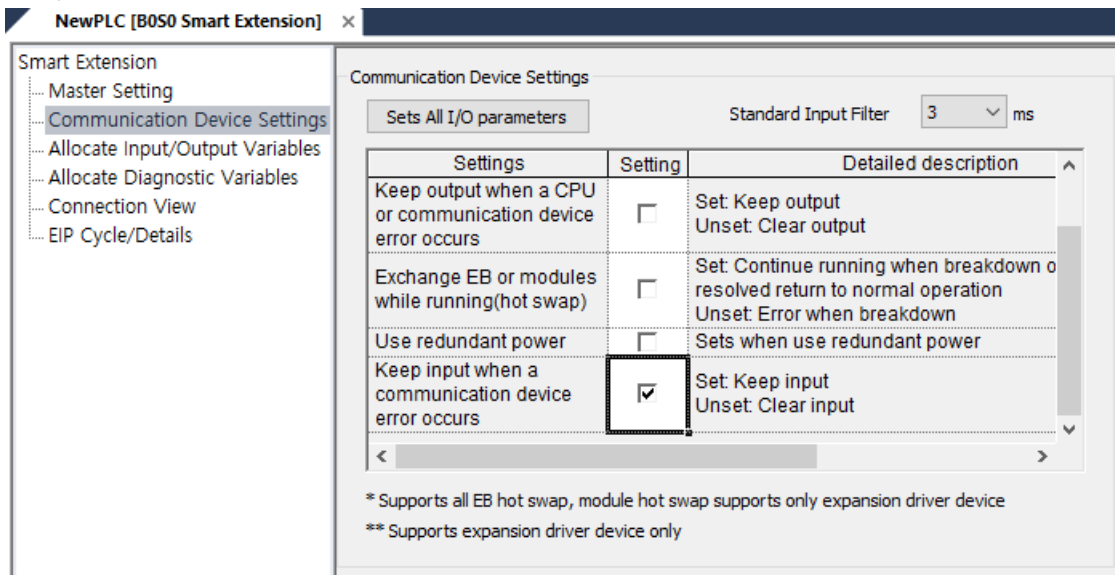 NewPLC [B0S0 Smart Extension] ×
Smart Extension
Master Setting
Communication Device Settings
Allocate Input/Output Variables
Allocate Diagnostic Variables
Connection View
EIP Cycle/Details
Communication Device Settings
Sets All I/O parameters
Standard Input Filter
3
ms
Settings
Setting
Detailed description
Keep output when a CPU
or communication device
error occurs
Set: Keep output
Unset: Clear output
Exchange EB or modules
while running(hot swap)
Set: Continue running when breakdown o
resolved return to normal operation
Unset: Error when breakdown
Use redundant power
Sets when use redundant power
Keep input when a
communication device
error occurs
Set: Keep input
Unset: Clear input
* Supports all EB hot swap, module hot swap supports only expansion driver device
** Supports expansion driver device only